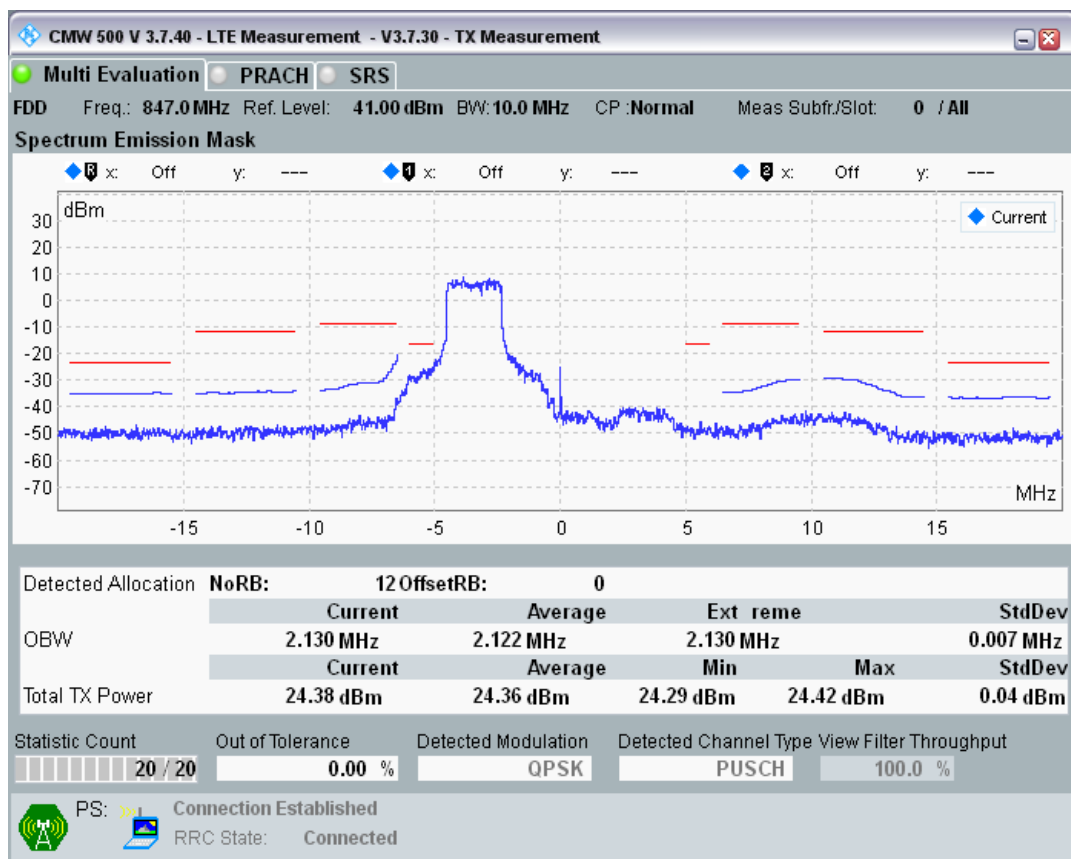 CMW 500 V 3.7.40 - LTE Measurement - V3.7.30 - TX Measurement
Multi Evaluation PRACH SRS
FDD Freq.: 847.0 MHz Ref. Level: 41.00 dBm BW: 10.0 MHz CP :Normal Meas Subfr./Slot: 0 / All
Spectrum Emission Mask
R x: Off y: --- 1 x: Off y: --- 2 x: Off y: ---
dBm
Current
30
20
10
0
-10
-20
-30
-40
-50
-60
-70
MHz
-15 -10 -5 0 5 10 15
Detected Allocation NoRB: 12 OffsetRB: 0
Current Average Ext reme StdDev
OBW 2.130 MHz 2.122 MHz 2.130 MHz 0.007 MHz
Current Average Min Max StdDev
Total TX Power 24.38 dBm 24.36 dBm 24.29 dBm 24.42 dBm 0.04 dBm
Statistic Count Out of Tolerance Detected Modulation Detected Channel Type View Filter Throughput
20 / 20 0.00 % QPSK PUSCH 100.0 %
PS: Connection Established
RRC State: Connected